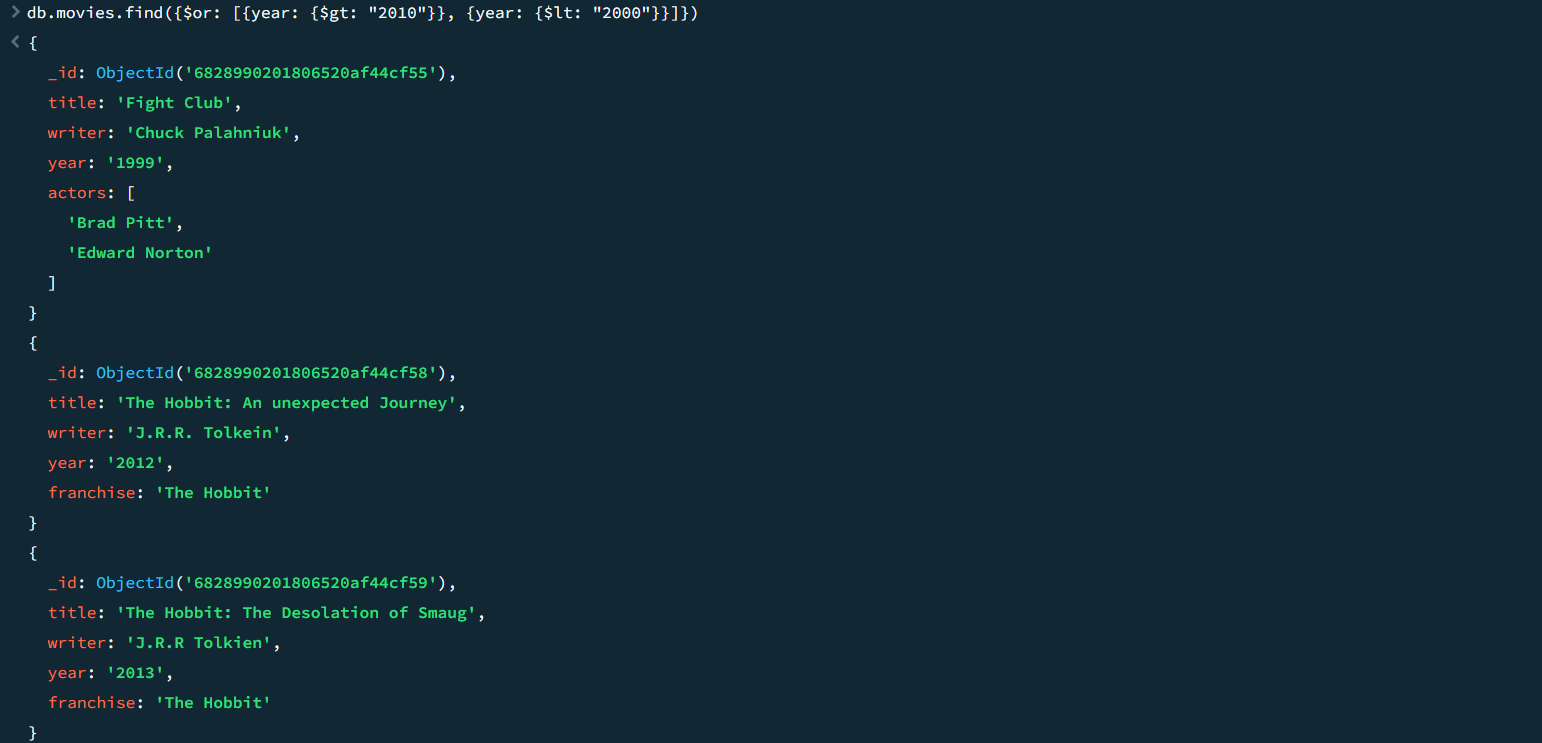 > db.movies.find({$or: [{year: {$gt: "2010"}}, {year: {$lt: "2000"}}]})
< {
_id: ObjectId('6828990201806520af44cf55'),
title: 'Fight Club',
writer: 'Chuck Palahniuk',
year: '1999',
actors: [
'Brad Pitt',
'Edward Norton'
]
}
{
_id: ObjectId('6828990201806520af44cf58'),
title: 'The Hobbit: An unexpected Journey',
writer: 'J.R.R. Tolkein',
year: '2012',
franchise: 'The Hobbit'
}
{
_id: ObjectId('6828990201806520af44cf59'),
title: 'The Hobbit: The Desolation of Smaug',
writer: 'J.R.R Tolkien',
year: '2013',
franchise: 'The Hobbit'
}